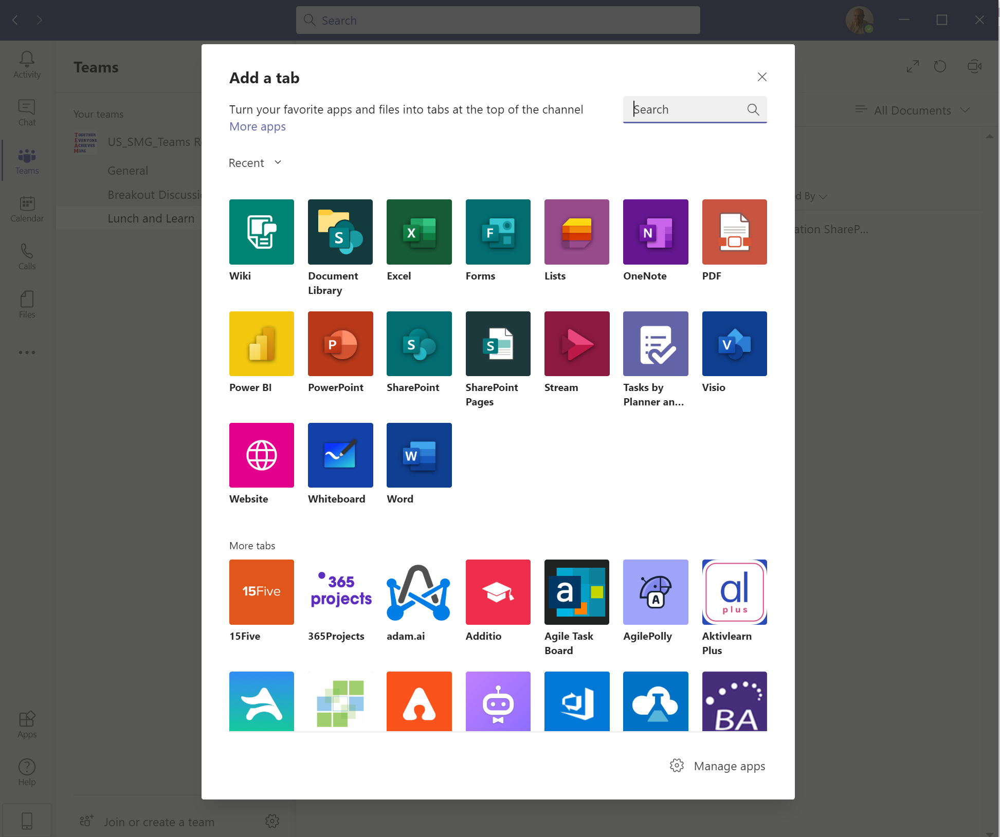 Search
Activity
Chat
Teams
Calendar
Calls
Files
Apps
Help
Teams
Your teams
TOGETHER
EVERYONE
ACHIEVES
MORE
US_SMG_Teams R
General
Breakout Discussi
Lunch and Learn
Join or create a team
All Documents
d By
ation ShareP...
Add a tab
Turn your favorite apps and files into tabs at the top of the channel
More apps
Search
Recent
S
X
F
N
Wiki
Document
Library
Excel
Forms
Lists
OneNote
PDF
P
S
S
V
Power BI
PowerPoint
SharePoint
SharePoint
Pages
Stream
Tasks by
Planner an...
Visio
W
Website
Whiteboard
Word
More tabs
15Five
365
projects
a
A
al
plus
15Five
365Projects
adam.ai
Additio
Agile Task
Board
AgilePolly
Aktivlearn
Plus
BA
Manage apps